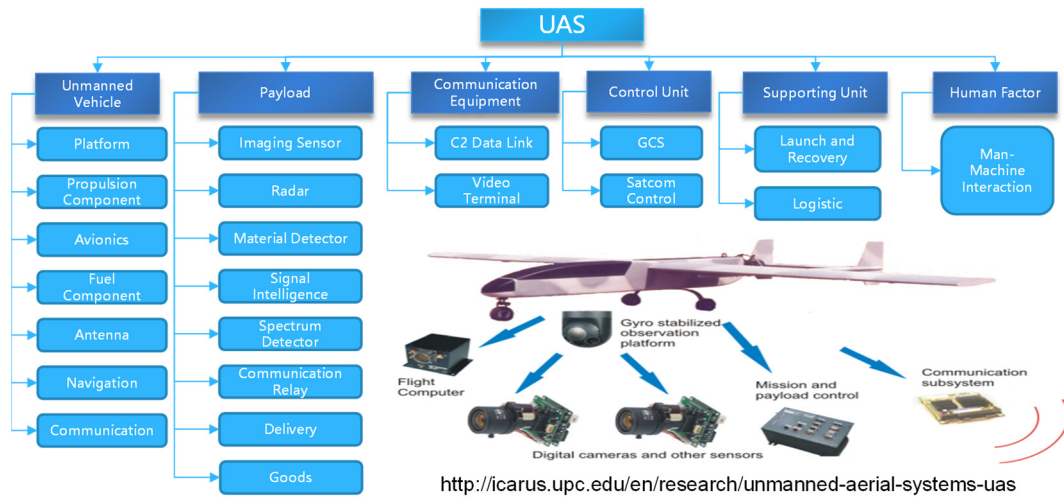 UAS
Unmanned
Vehicle
Platform
Propulsion
Component
Avionics
Fuel
Component
Antenna
Navigation
Communication
Payload
Imaging Sensor
Radar
Material Detector
Signal
Intelligence
Spectrum
Detector
Communication
Relay
Delivery
Goods
Communication
Equipment
C2 Data Link
Video
Terminal
Control Unit
GCS
Satcom
Control
Supporting Unit
Launch and
Recovery
Logistic
Human Factor
Man-
Machine
Interaction
Gyro stabilized
observation
platform
Flight
Computer
Digital cameras and other sensors
Mission and
payload control
Communication
subsystem
http://icarus.upc.edu/en/research/unmanned-aerial-systems-uas